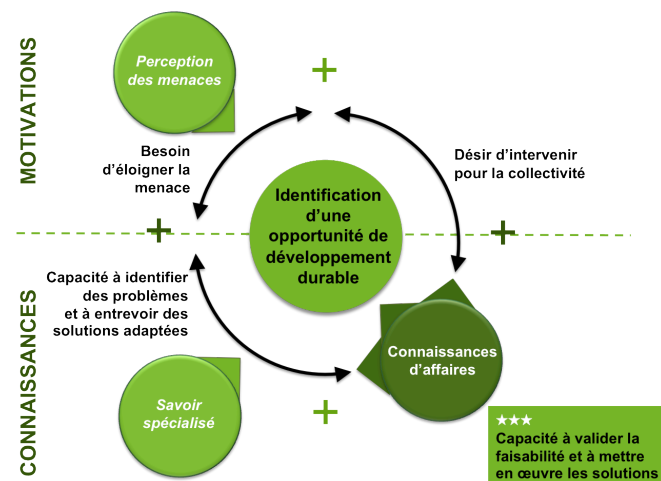 MOTIVATIONS
Perception
des menaces
+
Besoin
d'éloigner la
menace
Désir d'intervenir
pour la collectivité
Identification
d'une
opportunité de
développement
durable
+
+
CONNAISSANCES
Capacité à identifier
des problèmes
et à entrevoir des
solutions adaptées
Connaissances
d'affaires
Savoir
spécialisé
+
★★★
Capacité à valider la
faisabilité et à mettre
en œuvre les solutions